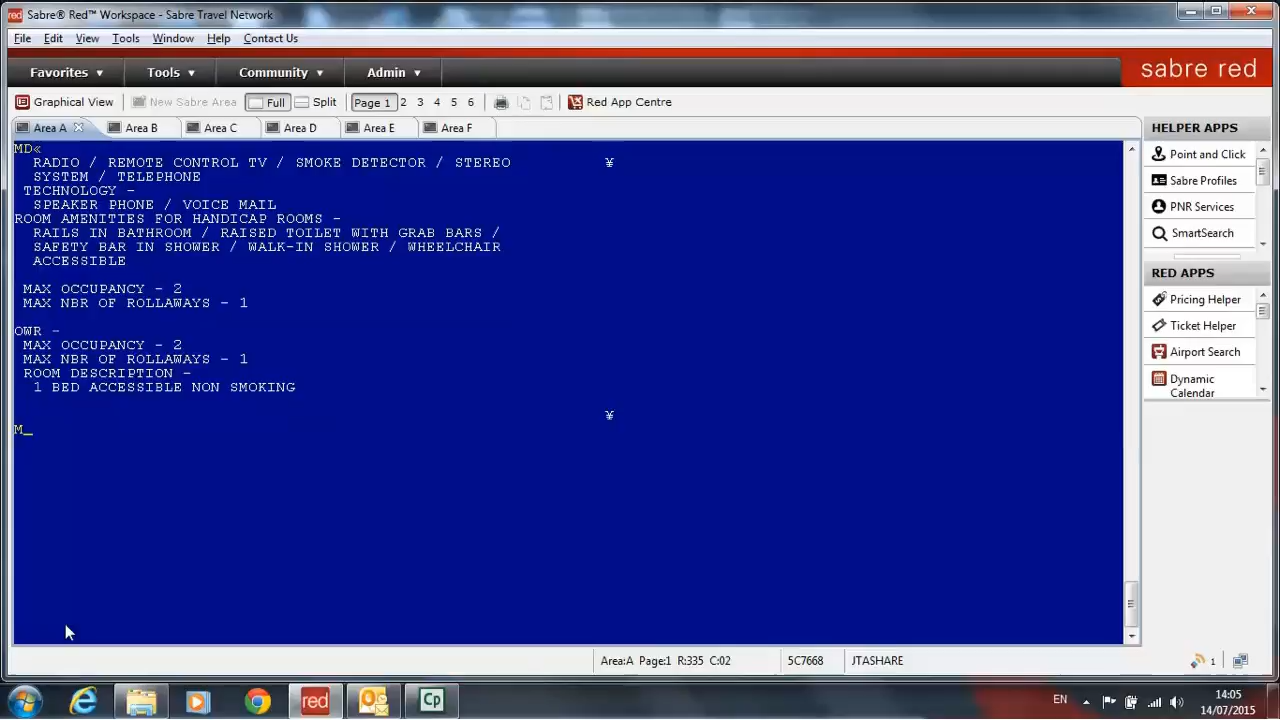 Sabre® Red™ Workspace - Sabre Travel Network
File Edit View Tools Window Help Contact Us
Favorites Tools Community Admin sabre red
Graphical View New Sabre Area Full Split Page 1 2 3 4 5 6 Red App Centre
Area A Area B Area C Area D Area E Area F
MD«
RADIO / REMOTE CONTROL TV / SMOKE DETECTOR / STEREO ¥
SYSTEM / TELEPHONE
TECHNOLOGY -
SPEAKER PHONE / VOICE MAIL
ROOM AMENITIES FOR HANDICAP ROOMS -
RAILS IN BATHROOM / RAISED TOILET WITH GRAB BARS /
SAFETY BAR IN SHOWER / WALK-IN SHOWER / WHEELCHAIR
ACCESSIBLE
MAX OCCUPANCY - 2
MAX NBR OF ROLLAWAYS - 1
OWR -
MAX OCCUPANCY - 2
MAX NBR OF ROLLAWAYS - 1
ROOM DESCRIPTION -
1 BED ACCESSIBLE NON SMOKING
¥
M_
HELPER APPS
Point and Click
Sabre Profiles
PNR Services
SmartSearch
RED APPS
Pricing Helper
Ticket Helper
Airport Search
Dynamic
Calendar
Area:A Page:1 R:335 C:02 5C7668 JTASHARE 1
red Cp EN 14:05
14/07/2015